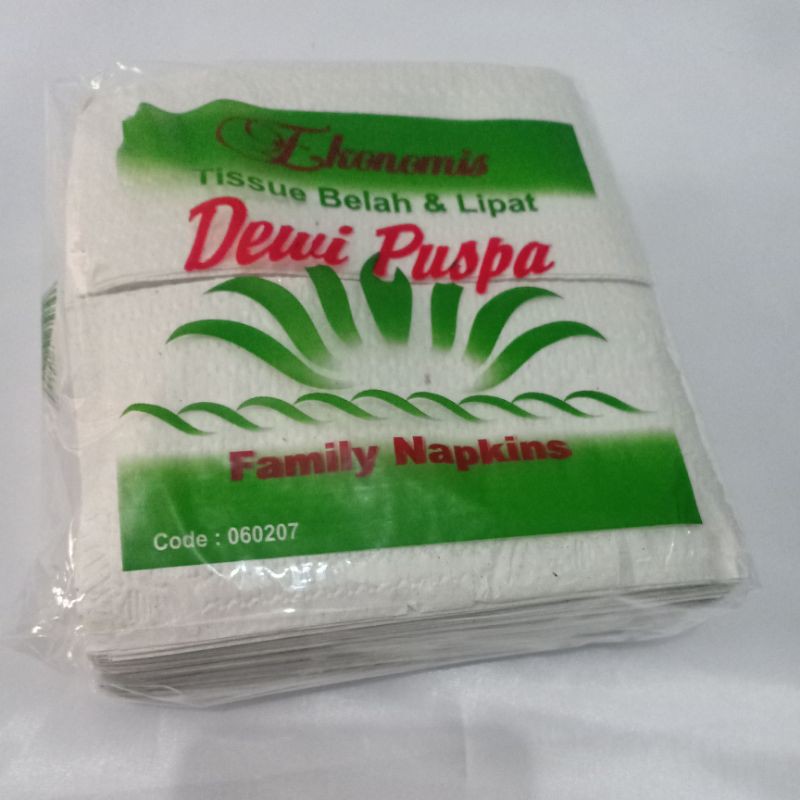 Ekonomis
Tissue Belah & Lipat
Dewi Puspa
Family Napkins
Code : 060207